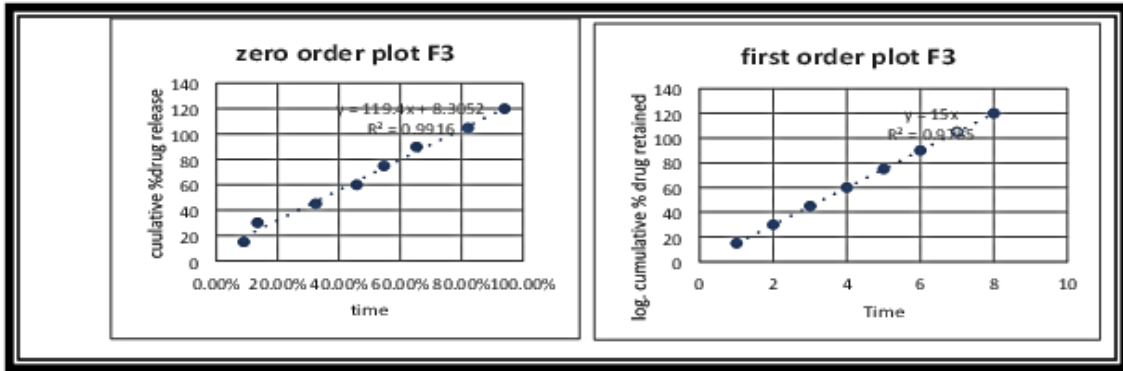 zero order plot F3
cuulative %drug release
140
120
100
80
60
40
20
0
y = 119.4x + 8.3052
R² = 0.9916
0.00% 20.00% 40.00% 60.00% 80.00% 100.00%
time
first order plot F3
log. cumulative % drug retained
140
120
100
80
60
40
20
0
y = 15x
R² =
0 2 4 6 8 10
Time